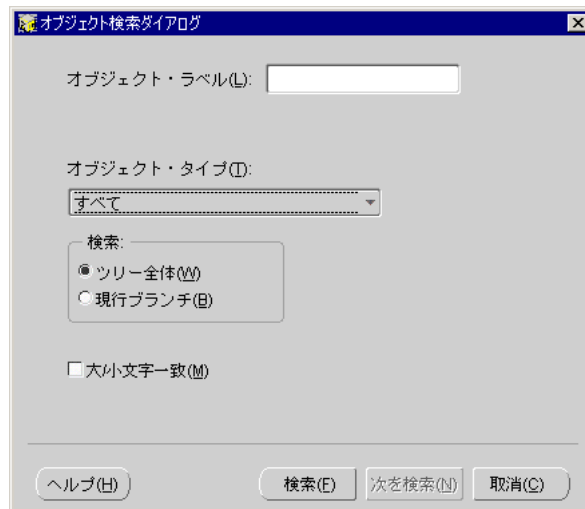 オブジェクト検索ダイアログ
オブジェクト・ラベル(L):
オブジェクト・タイプ(T):
すべて
検索:
ツリー全体(W)
現行ブランチ(B)
大/小文字一致(M)
ヘルプ(H) 検索(F) 次を検索(N) 取消(C)